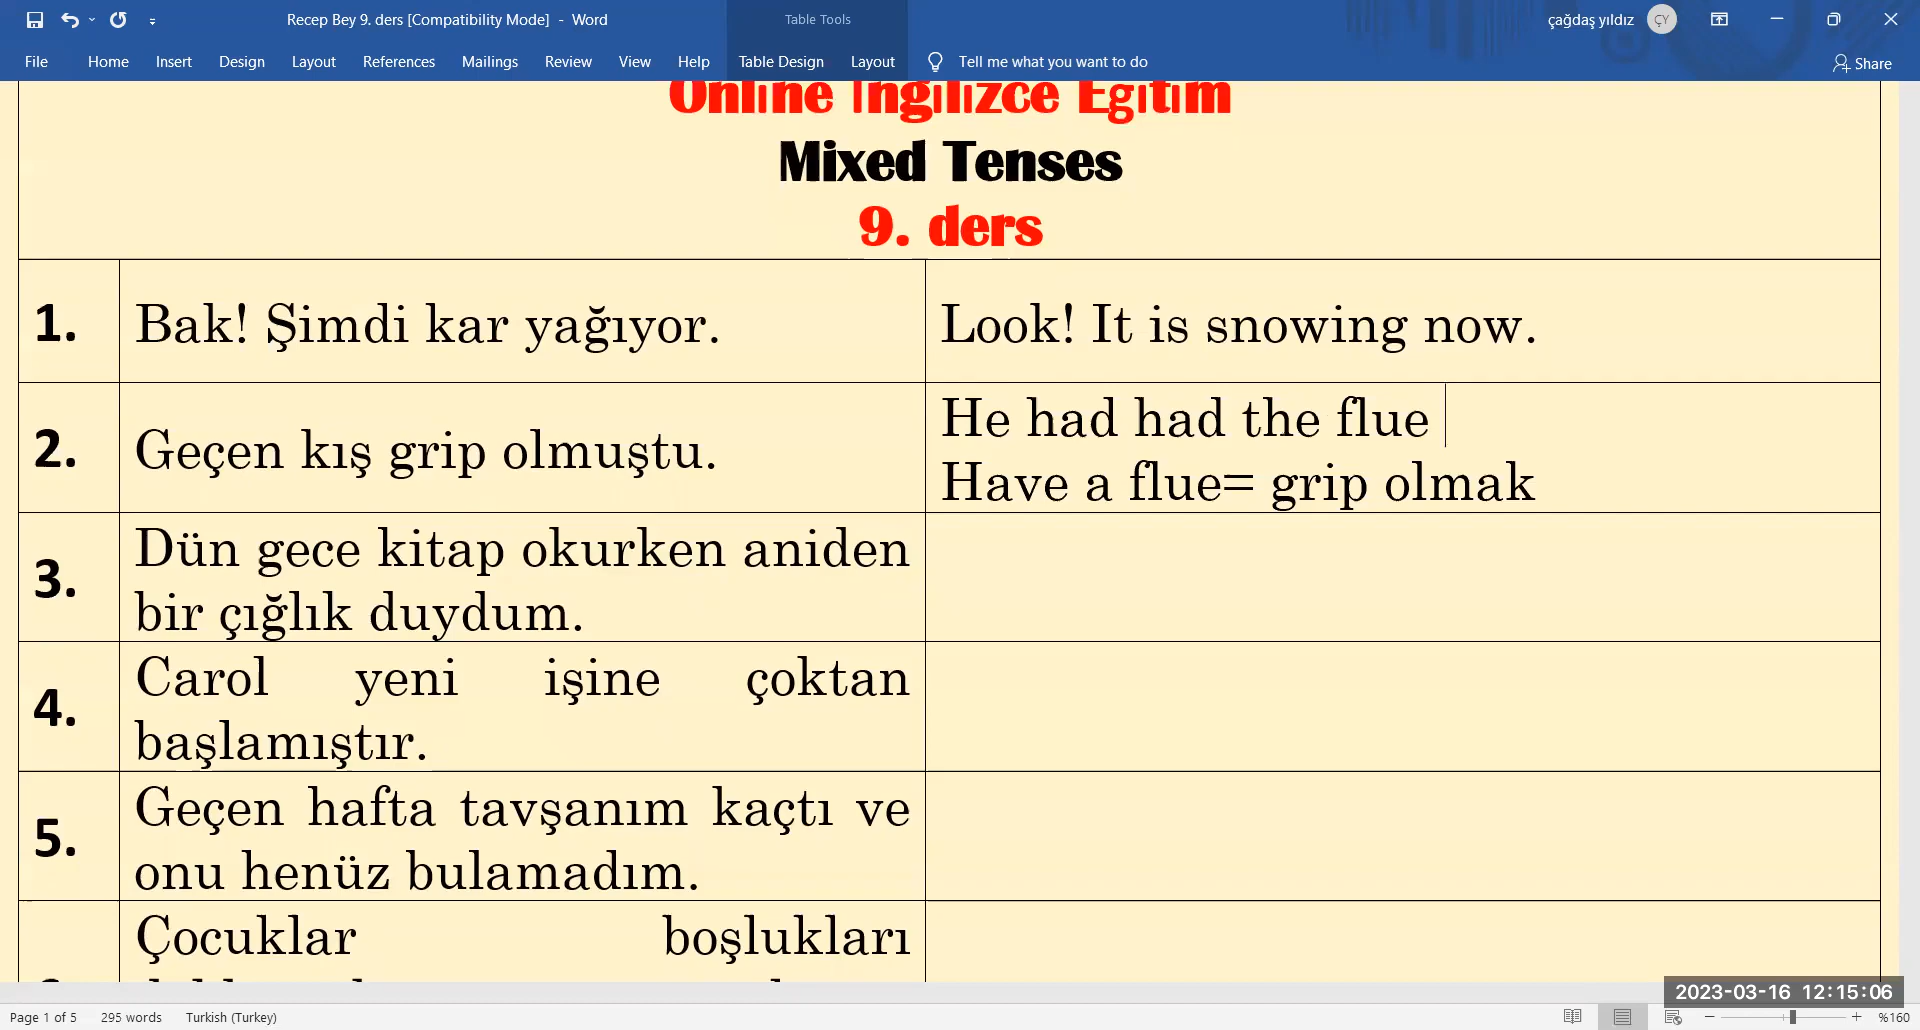 Recep Bey 9. ders [Compatibility Mode] - Word
Table Tools
çağdaş yıldız
ÇY
File Home Insert Design Layout References Mailings Review View Help Table Design Layout Tell me what you want to do
Share
Online İngilizce Eğitim
Mixed Tenses
9. ders
1. Bak! Şimdi kar yağıyor. Look! It is snowing now.
2. Geçen kış grip olmuştu.
He had had the flue
Have a flue= grip olmak
3. Dün gece kitap okurken aniden
bir çığlık duydum.
4. Carol yeni işine çoktan
başlamıştır.
5. Geçen hafta tavşanım kaçtı ve
onu henüz bulamadım.
Çocuklar boşlukları
2023-03-16 12:15:06
Page 1 of 5 295 words Turkish (Turkey)
%160